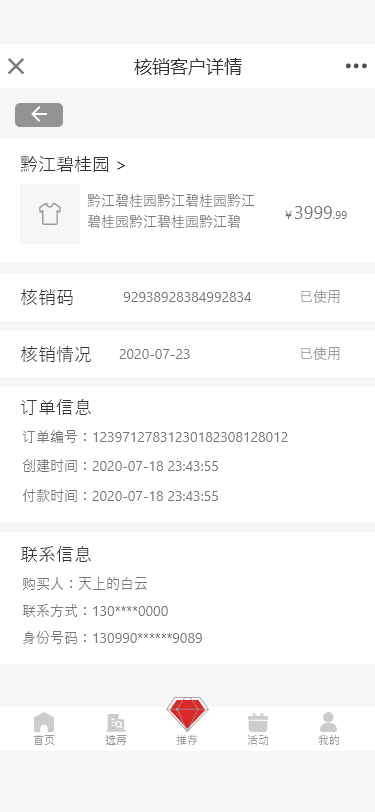 核销客户详情
黔江碧桂园 >
黔江碧桂园黔江碧桂园黔江
碧桂园黔江碧桂园黔江碧
¥3999.99
核销码 92938928384992834 已使用
核销情况 2020-07-23 已使用
订单信息
订单编号：12397127831230182308128012
创建时间：2020-07-18 23:43:55
付款时间：2020-07-18 23:43:55
联系信息
购买人：天上的白云
联系方式：130****0000
身份号码：130990******9089
首页 选房 推荐 活动 我的